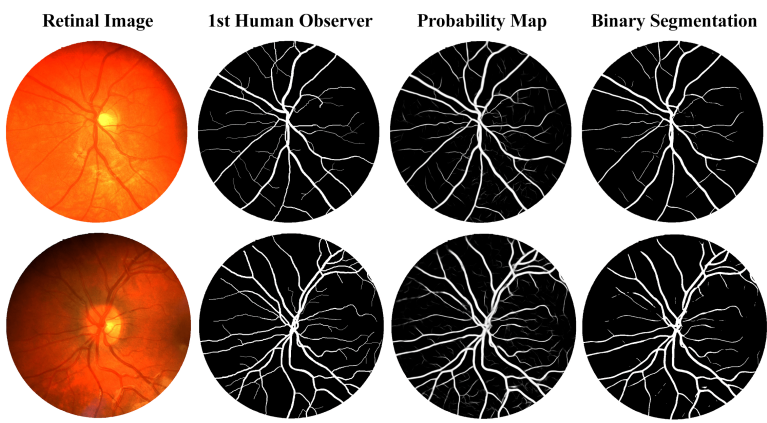 Retinal Image
1st Human Observer
Probability Map
Binary Segmentation